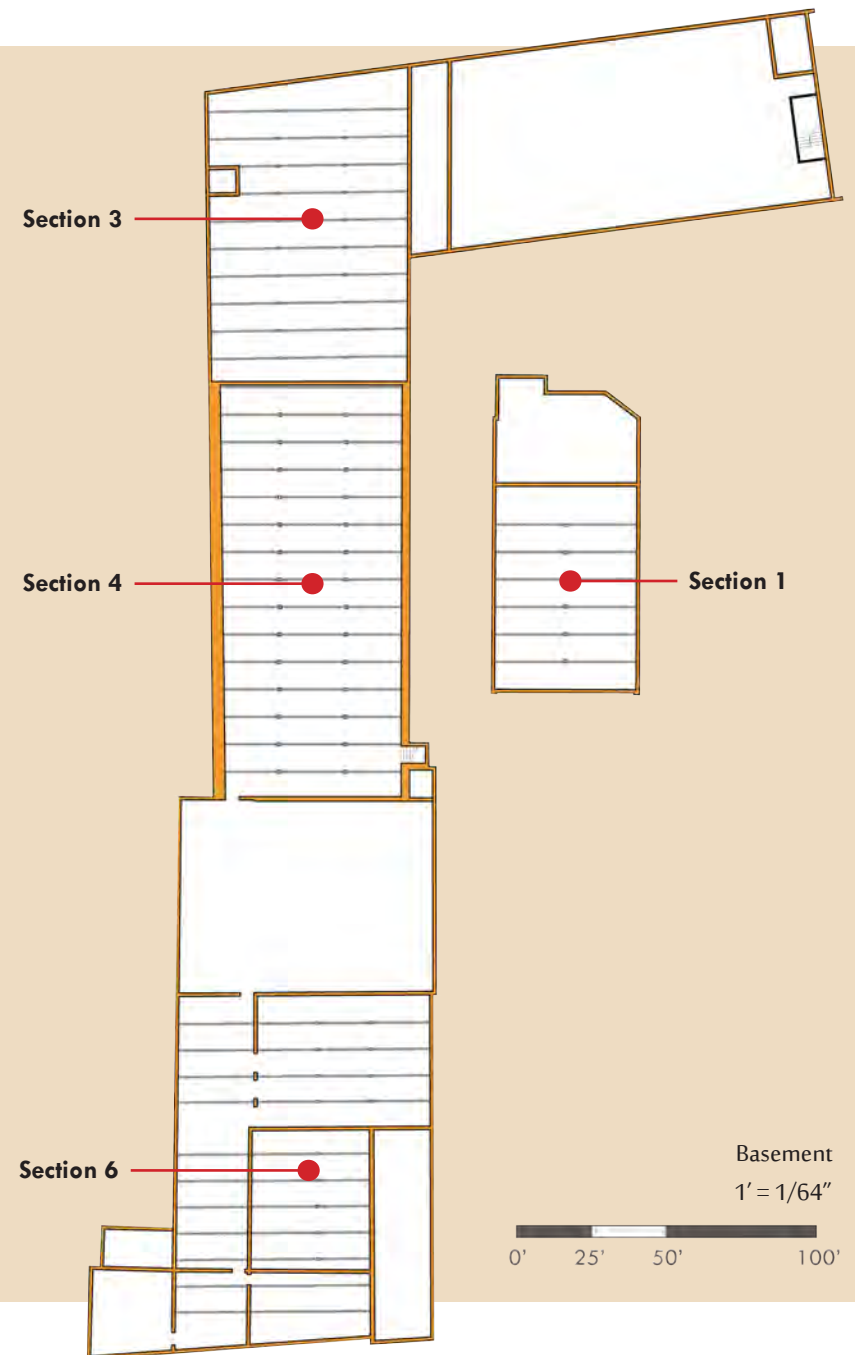 Section 3
Section 4
Section 1
Section 6
Basement
1’ = 1/64”
0’ 25’ 50’ 100’